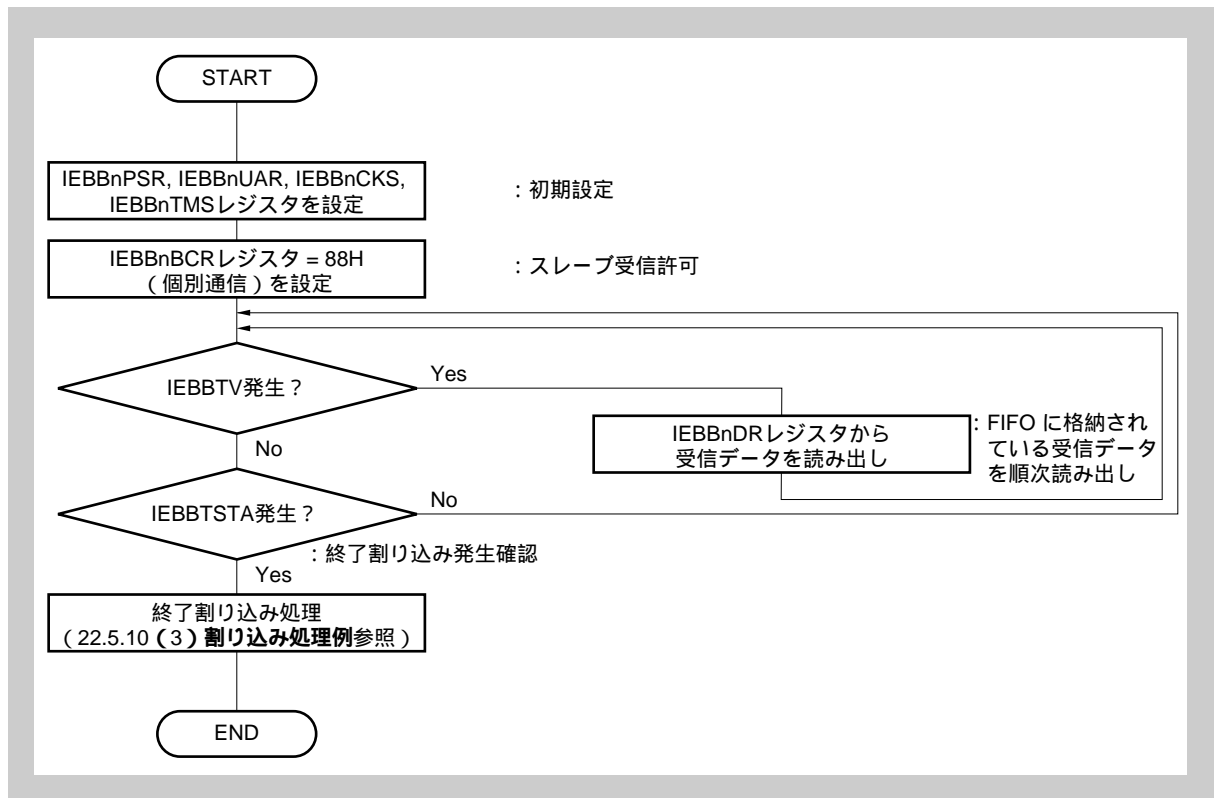 START
IEBBnPSR, IEBBnUAR, IEBBnCKS,
IEBBnTMSレジスタを設定
:初期設定
IEBBnBCRレジスタ = 88H
(個別通信)を設定
:スレーブ受信許可
IEBBTV発生?
Yes
No
IEBBnDRレジスタから
受信データを読み出し
:FIFO に格納され
ている受信データ
を順次読み出し
IEBBTSTA発生?
No
:終了割り込み発生確認
Yes
終了割り込み処理
(22.5.10(3)割り込み処理例参照)
END